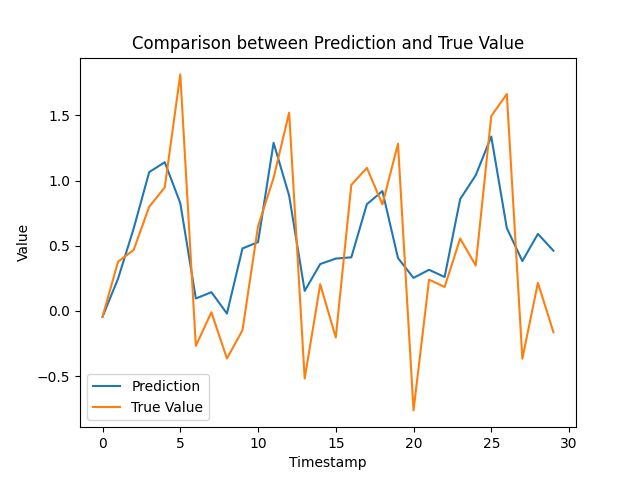 Comparison between Prediction and True Value
Value
1.5
1.0
0.5
0.0
−0.5
Prediction
True Value
0 5 10 15 20 25 30
Timestamp